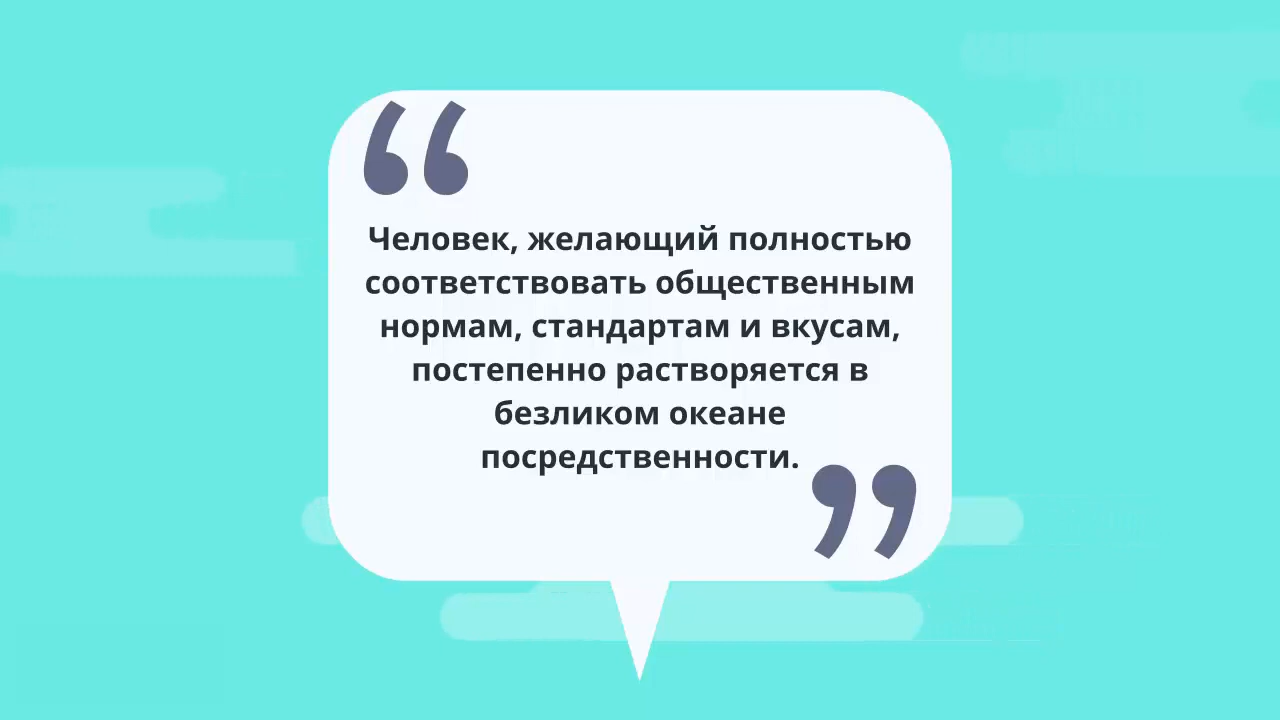 Человек, желающий полностью
соответствовать общественным
нормам, стандартам и вкусам,
постепенно растворяется в
безликом океане
посредственности.